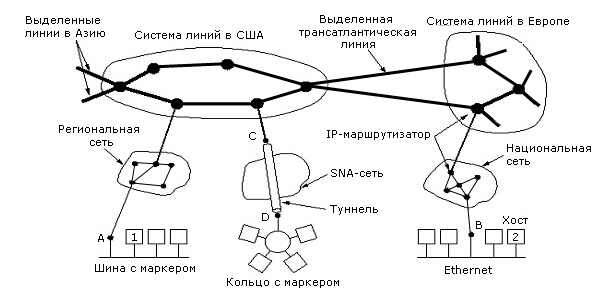 Выделенные
линии в Азию
Система линий в США
Выделенная
трансатлантическая
линия
Система линий в Европе
Региональная
сеть
C
IP-маршрутизатор
Национальная
сеть
SNA-сеть
Туннель
D
A
1
B
Хост
2
Шина с маркером
Кольцо с маркером
Ethernet